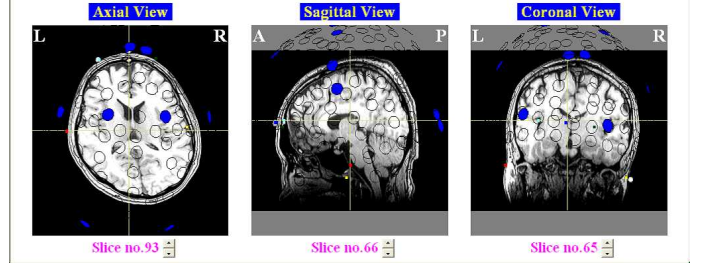 Axial View
Sagittal View
Coronal View
L R
A P
L R
Slice no.93
Slice no.66
Slice no.65